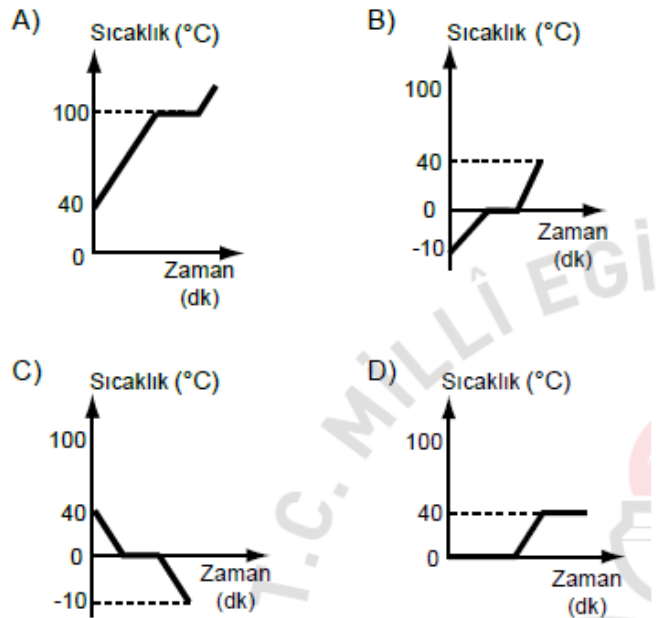 A)
Sıcaklık (°C)
100
40
0
Zaman
(dk)
B)
Sıcaklık (°C)
100
40
0
-10
Zaman
(dk)
C)
Sıcaklık (°C)
100
40
0
-10
Zaman
(dk)
D)
Sıcaklık (°C)
100
40
0
Zaman
(dk)
T.C. MİLLÎ EĞİ